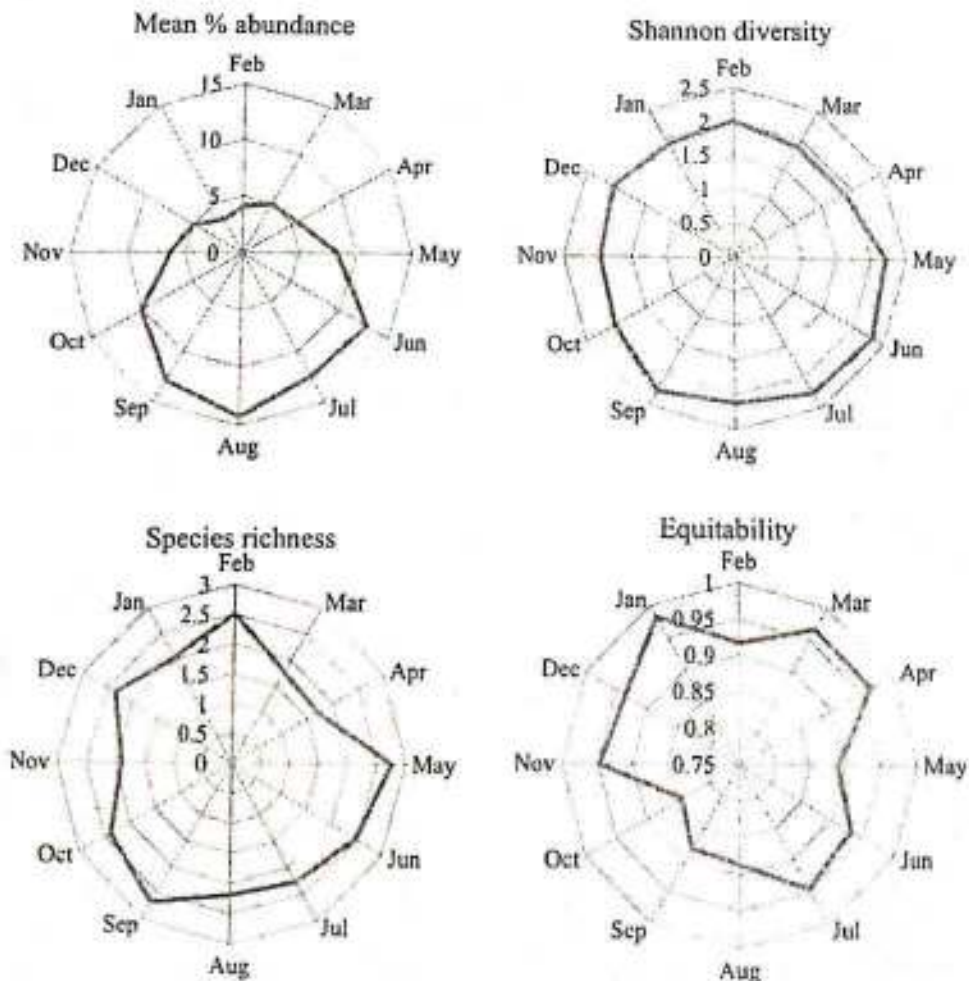 Mean % abundance
Feb
15
Jan
Mar
10
Dec
Apr
5
Nov
0
May
Oct
Jun
Sep
Jul
Aug
Shannon diversity
Feb
2.5
Jan
Mar
2
Dec
1.5
Apr
1
0.5
Nov
0
May
Oct
Jun
Sep
Jul
Aug
Species richness
Feb
3
Jan
Mar
2.5
2
Dec
Apr
1.5
1
0.5
Nov
0
May
Oct
Jun
Sep
Jul
Aug
Equitability
Feb
1
Jan
Mar
0.95
0.9
Dec
Apr
0.85
0.8
Nov
0.75
May
Oct
Jun
Sep
Jul
Aug